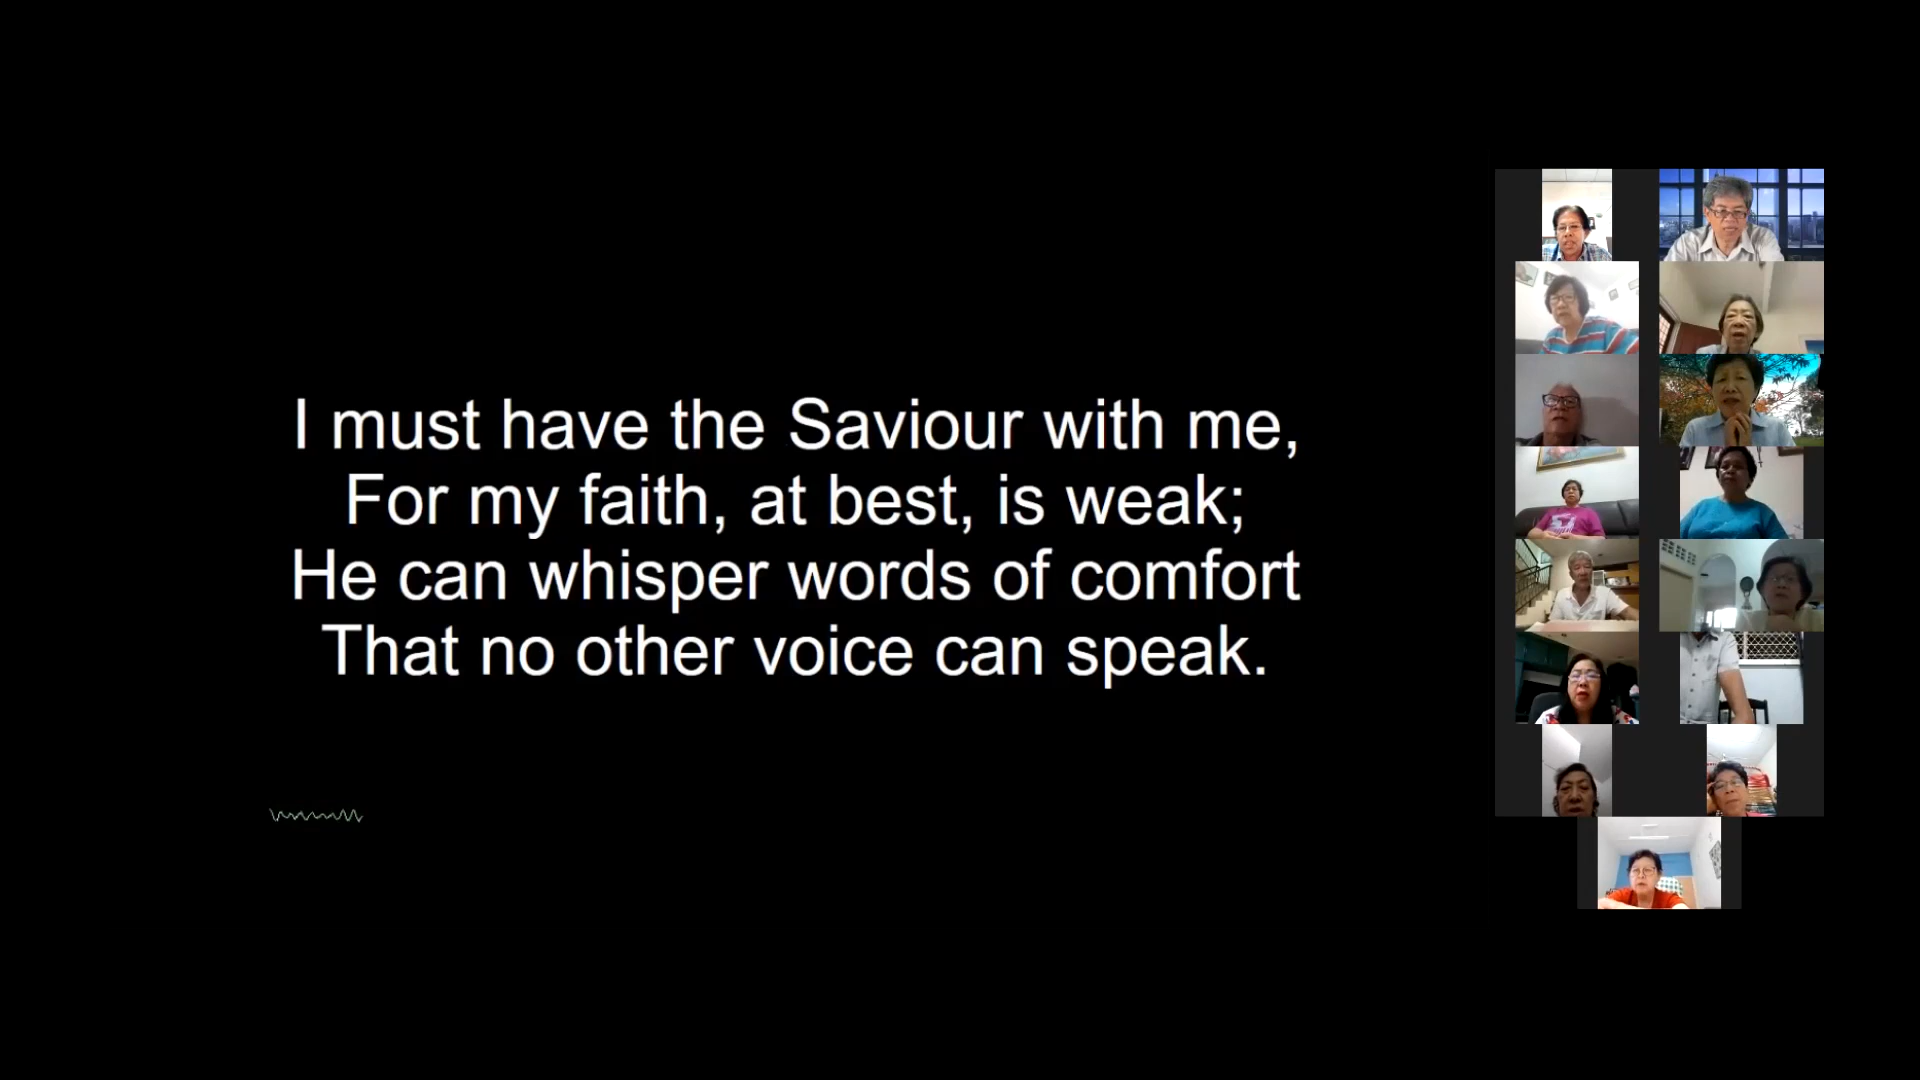 I must have the Saviour with me,
For my faith, at best, is weak;
He can whisper words of comfort
That no other voice can speak.